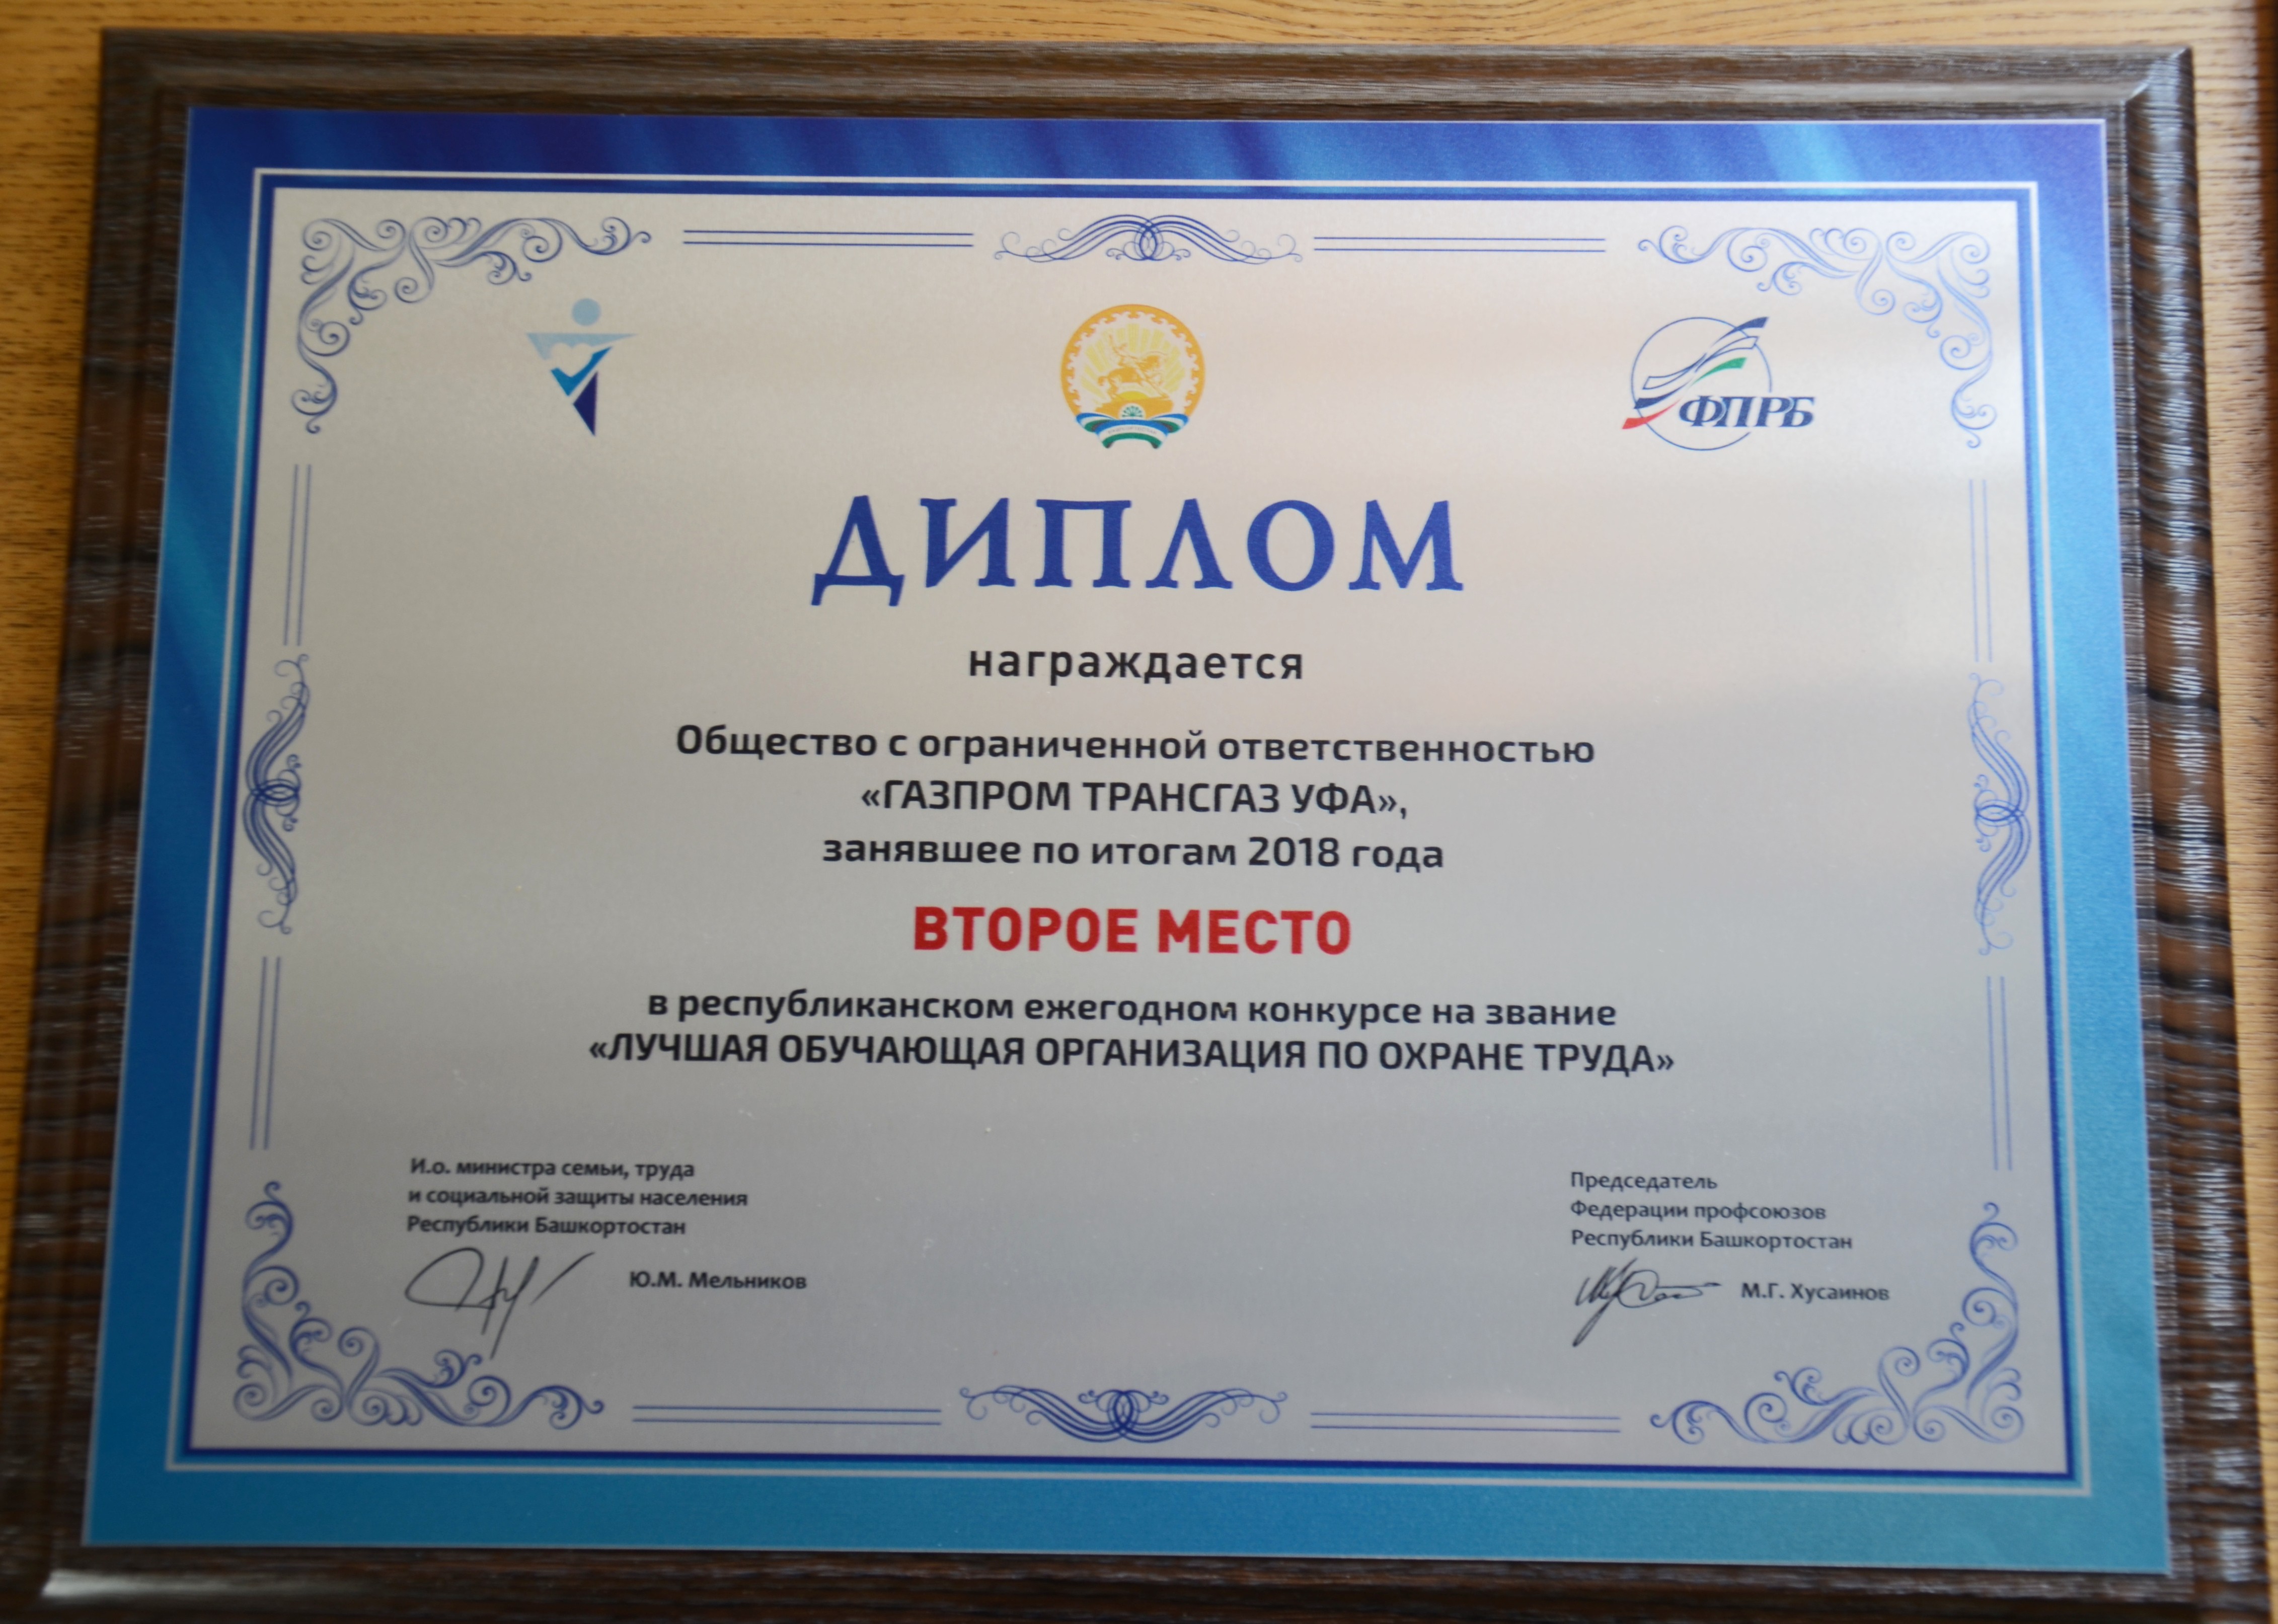 ФПРБ
ДИПЛОМ
награждается
Общество с ограниченной ответственностью
«ГАЗПРОМ ТРАНСГАЗ УФА»,
занявшее по итогам 2018 года
ВТОРОЕ МЕСТО
в республиканском ежегодном конкурсе на звание
«ЛУЧШАЯ ОБУЧАЮЩАЯ ОРГАНИЗАЦИЯ ПО ОХРАНЕ ТРУДА»
И.о. министра семьи, труда
и социальной защиты населения
Республики Башкортостан
Ю.М. Мельников
Председатель
Федерации профсоюзов
Республики Башкортостан
М.Г. Хусаинов